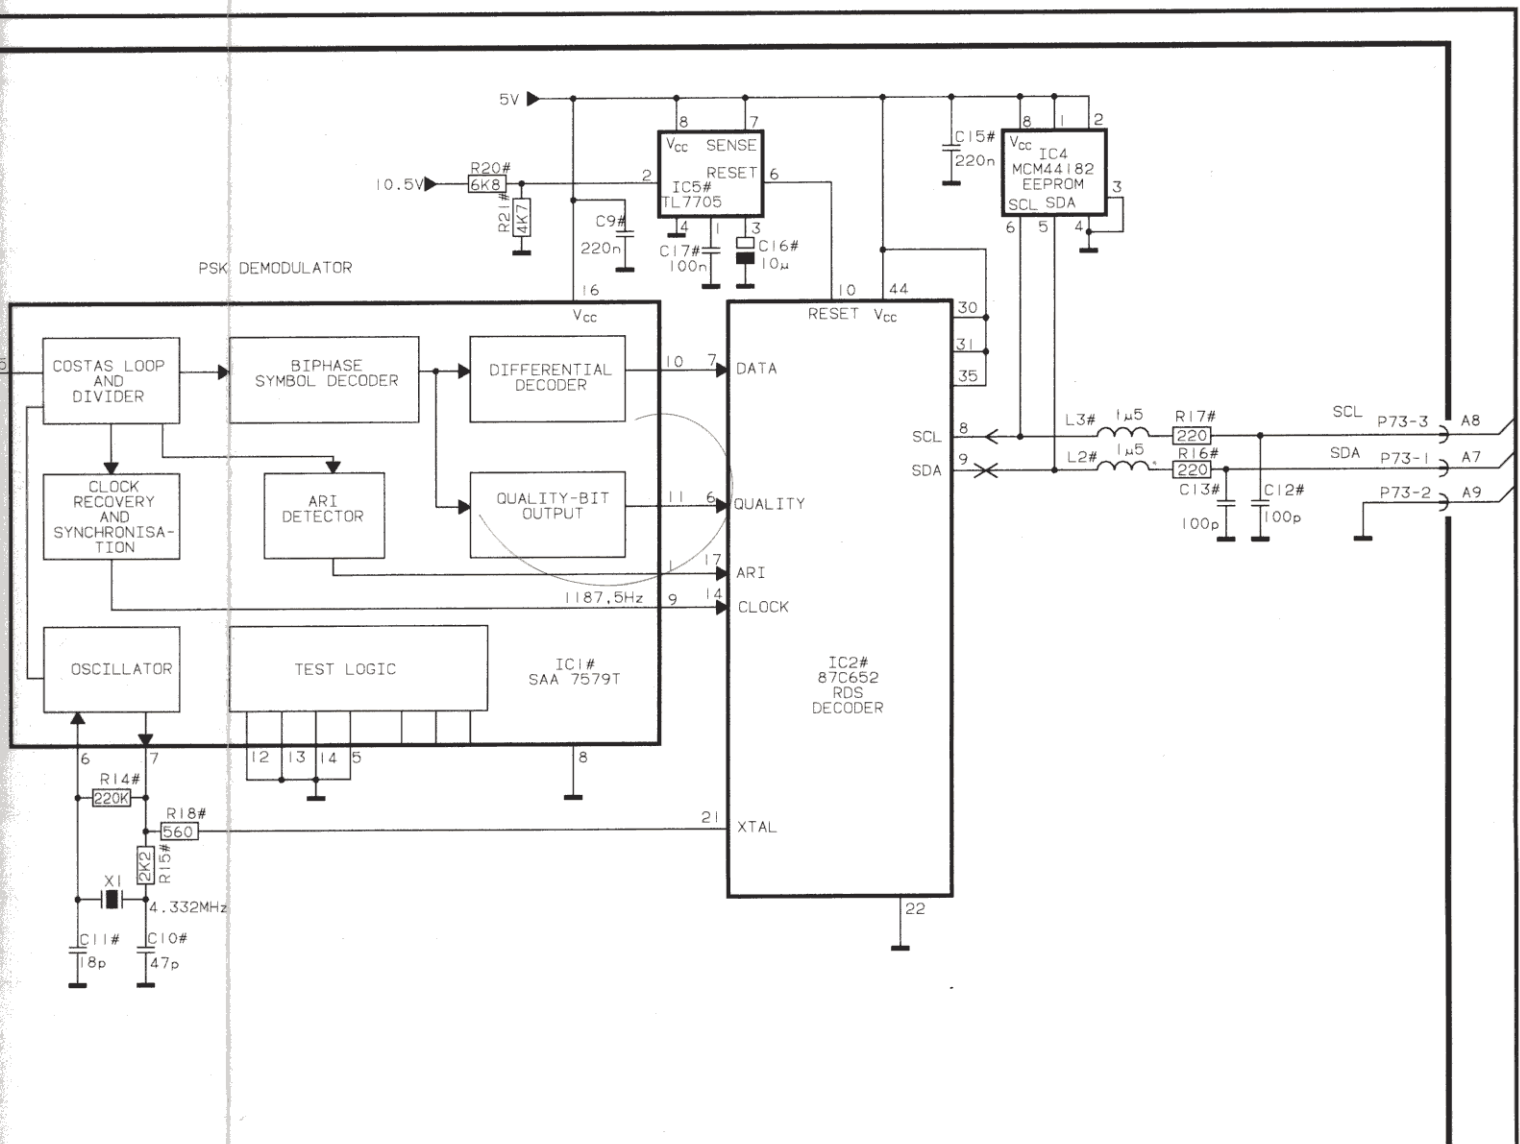 5V
10.5V
R20#
6K8
R21#
4K7
C9#
220n
2
8
7
VCC
SENSE
RESET
6
IC5#
TL7705
4
1
3
C17#
100n
C16#
10µ
C15#
220n
8
1
2
VCC
IC4
MCM44182
EEPROM
SCL
SDA
3
6
5
4
PSK DEMODULATOR
16
VCC
COSTAS LOOP
AND
DIVIDER
BIPHASE
SYMBOL DECODER
DIFFERENTIAL
DECODER
10
CLOCK
RECOVERY
AND
SYNCHRONISA-
TION
ARI
DETECTOR
QUALITY-BIT
OUTPUT
11
1
1187,5Hz
9
OSCILLATOR
TEST LOGIC
IC1#
SAA 7579T
6
7
12
13
14
5
8
R14#
220K
R18#
560
2K2
R15#
X1
4.332MHz
C11#
18p
C10#
47p
10
44
RESET
VCC
30
31
35
7
DATA
6
QUALITY
17
ARI
14
CLOCK
SCL
8
SDA
9
IC2#
87C652
RDS
DECODER
21
XTAL
22
L3#
1µ5
R17#
220
SCL
P73-3
A8
L2#
1µ5
R16#
220
SDA
P73-1
A7
C13#
100p
C12#
100p
P73-2
A9